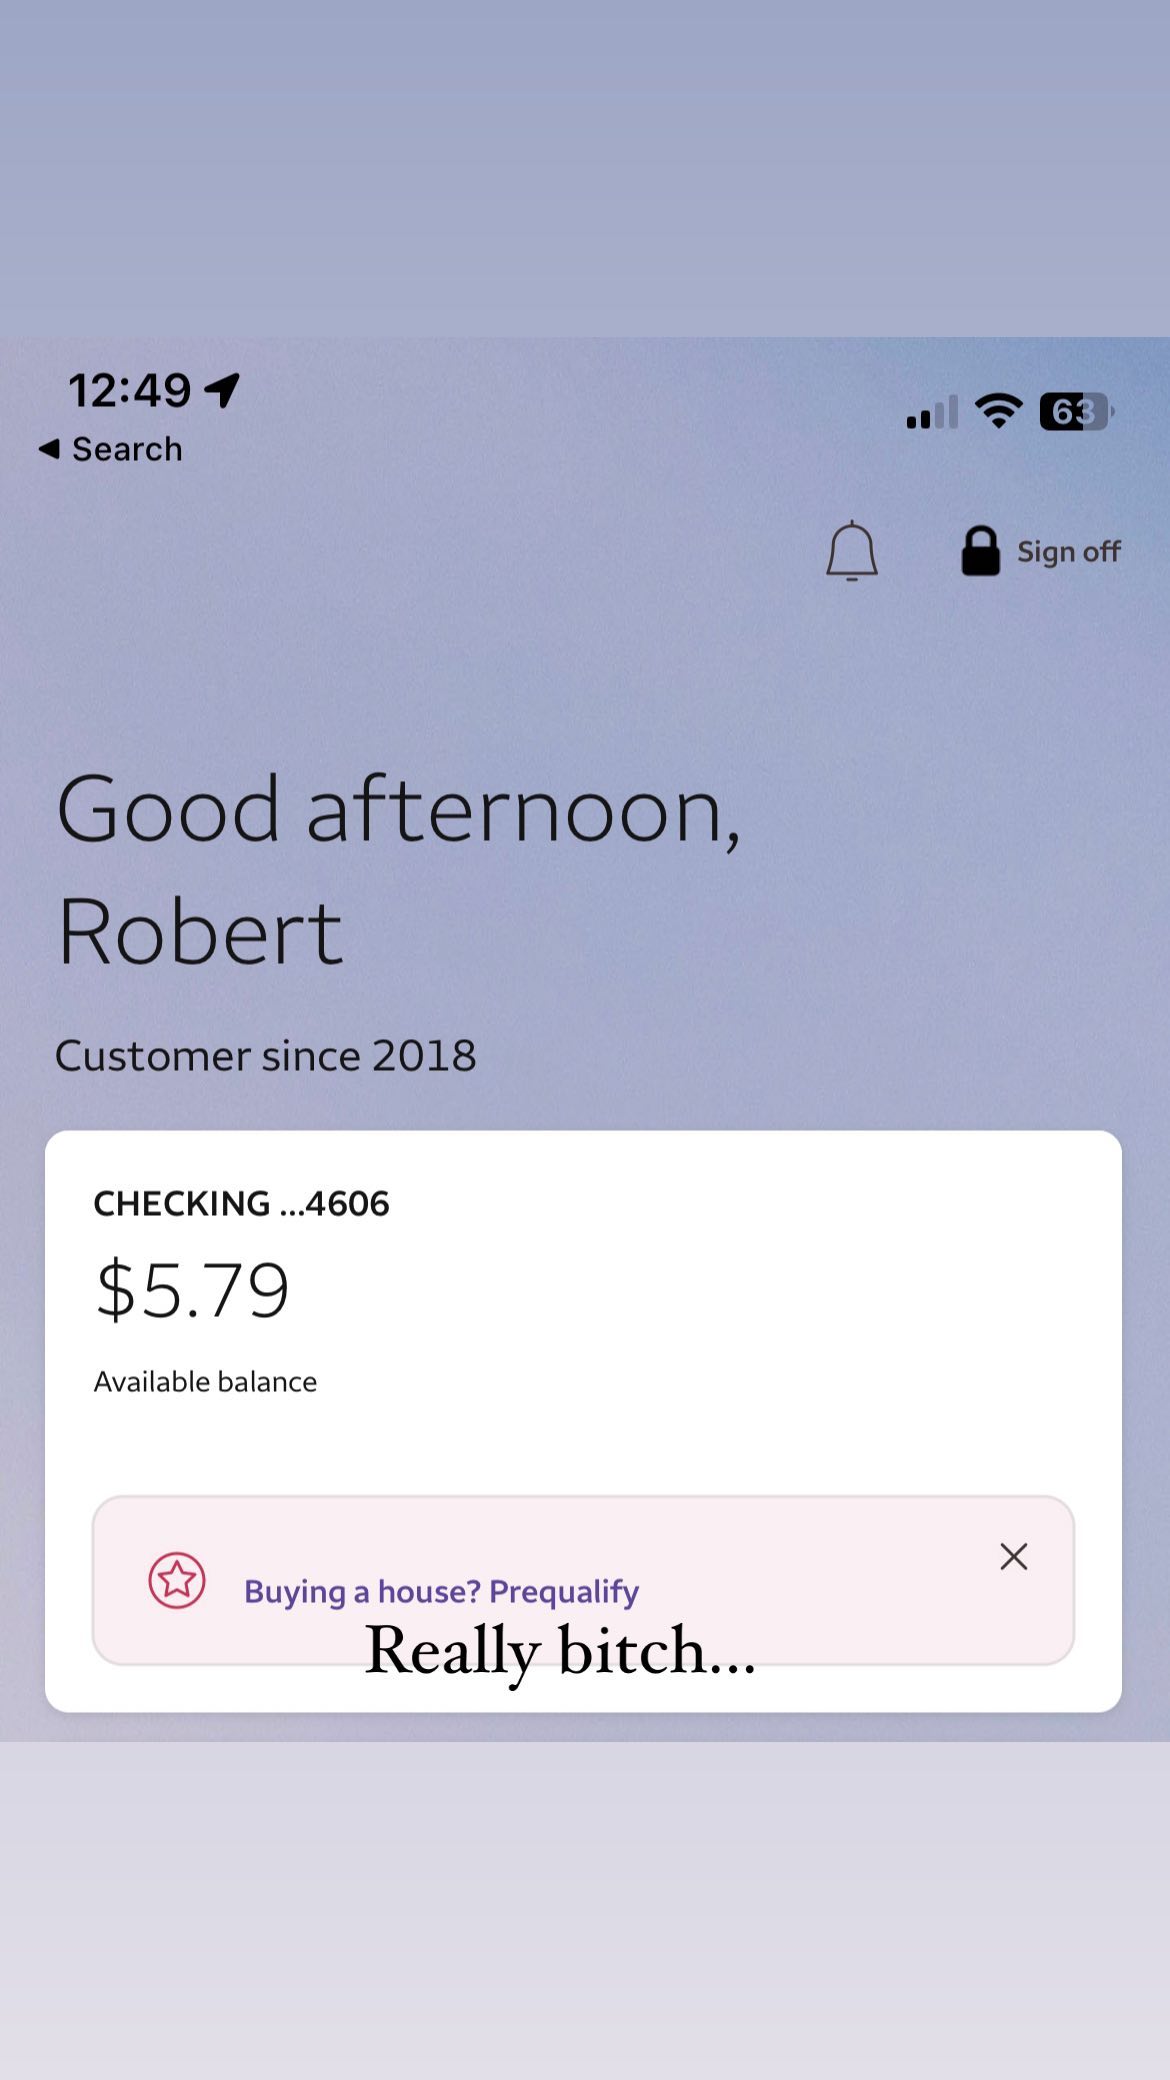 12:49
63
◀ Search
Sign off
Good afternoon,
Robert
Customer since 2018
CHECKING ...4606
$5.79
Available balance
Buying a house? Prequalify
Really bitch...